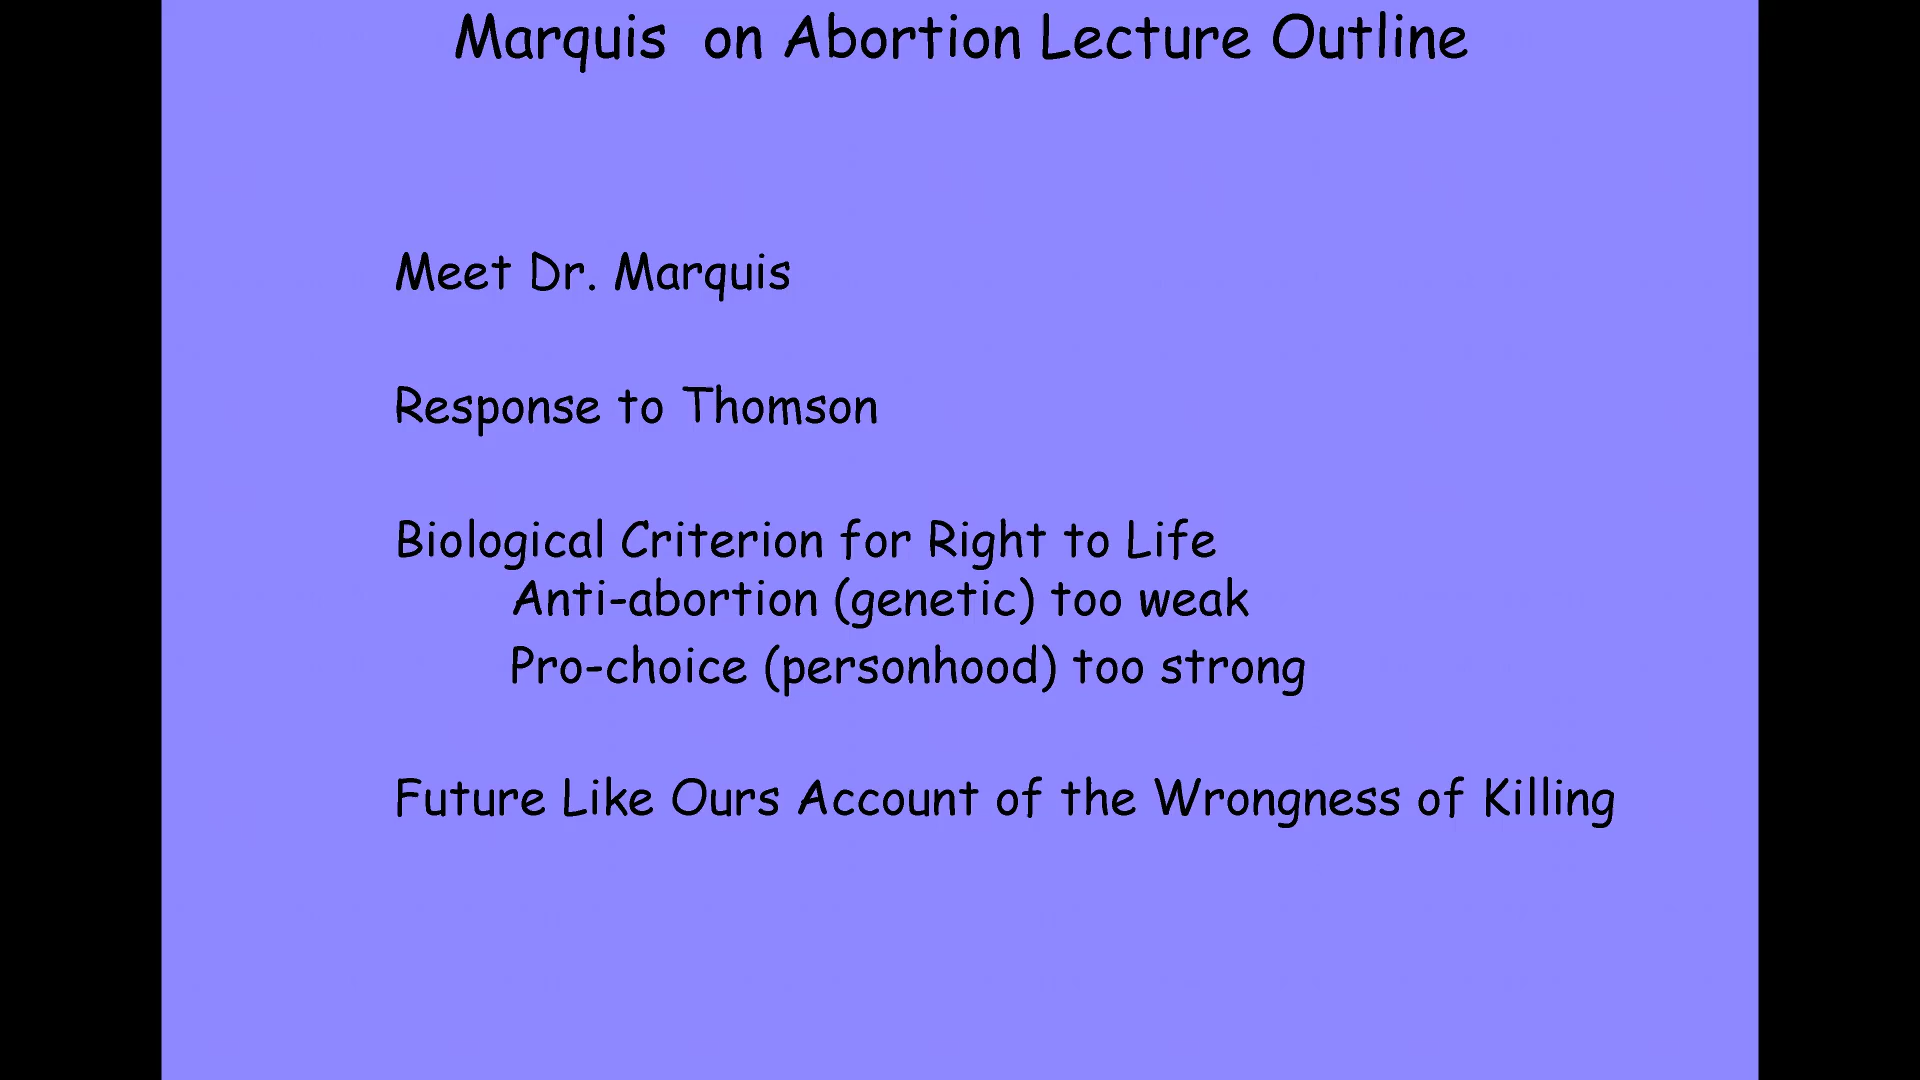 Marquis on Abortion Lecture Outline
Meet Dr. Marquis
Response to Thomson
Biological Criterion for Right to Life
Anti-abortion (genetic) too weak
Pro-choice (personhood) too strong
Future Like Ours Account of the Wrongness of Killing